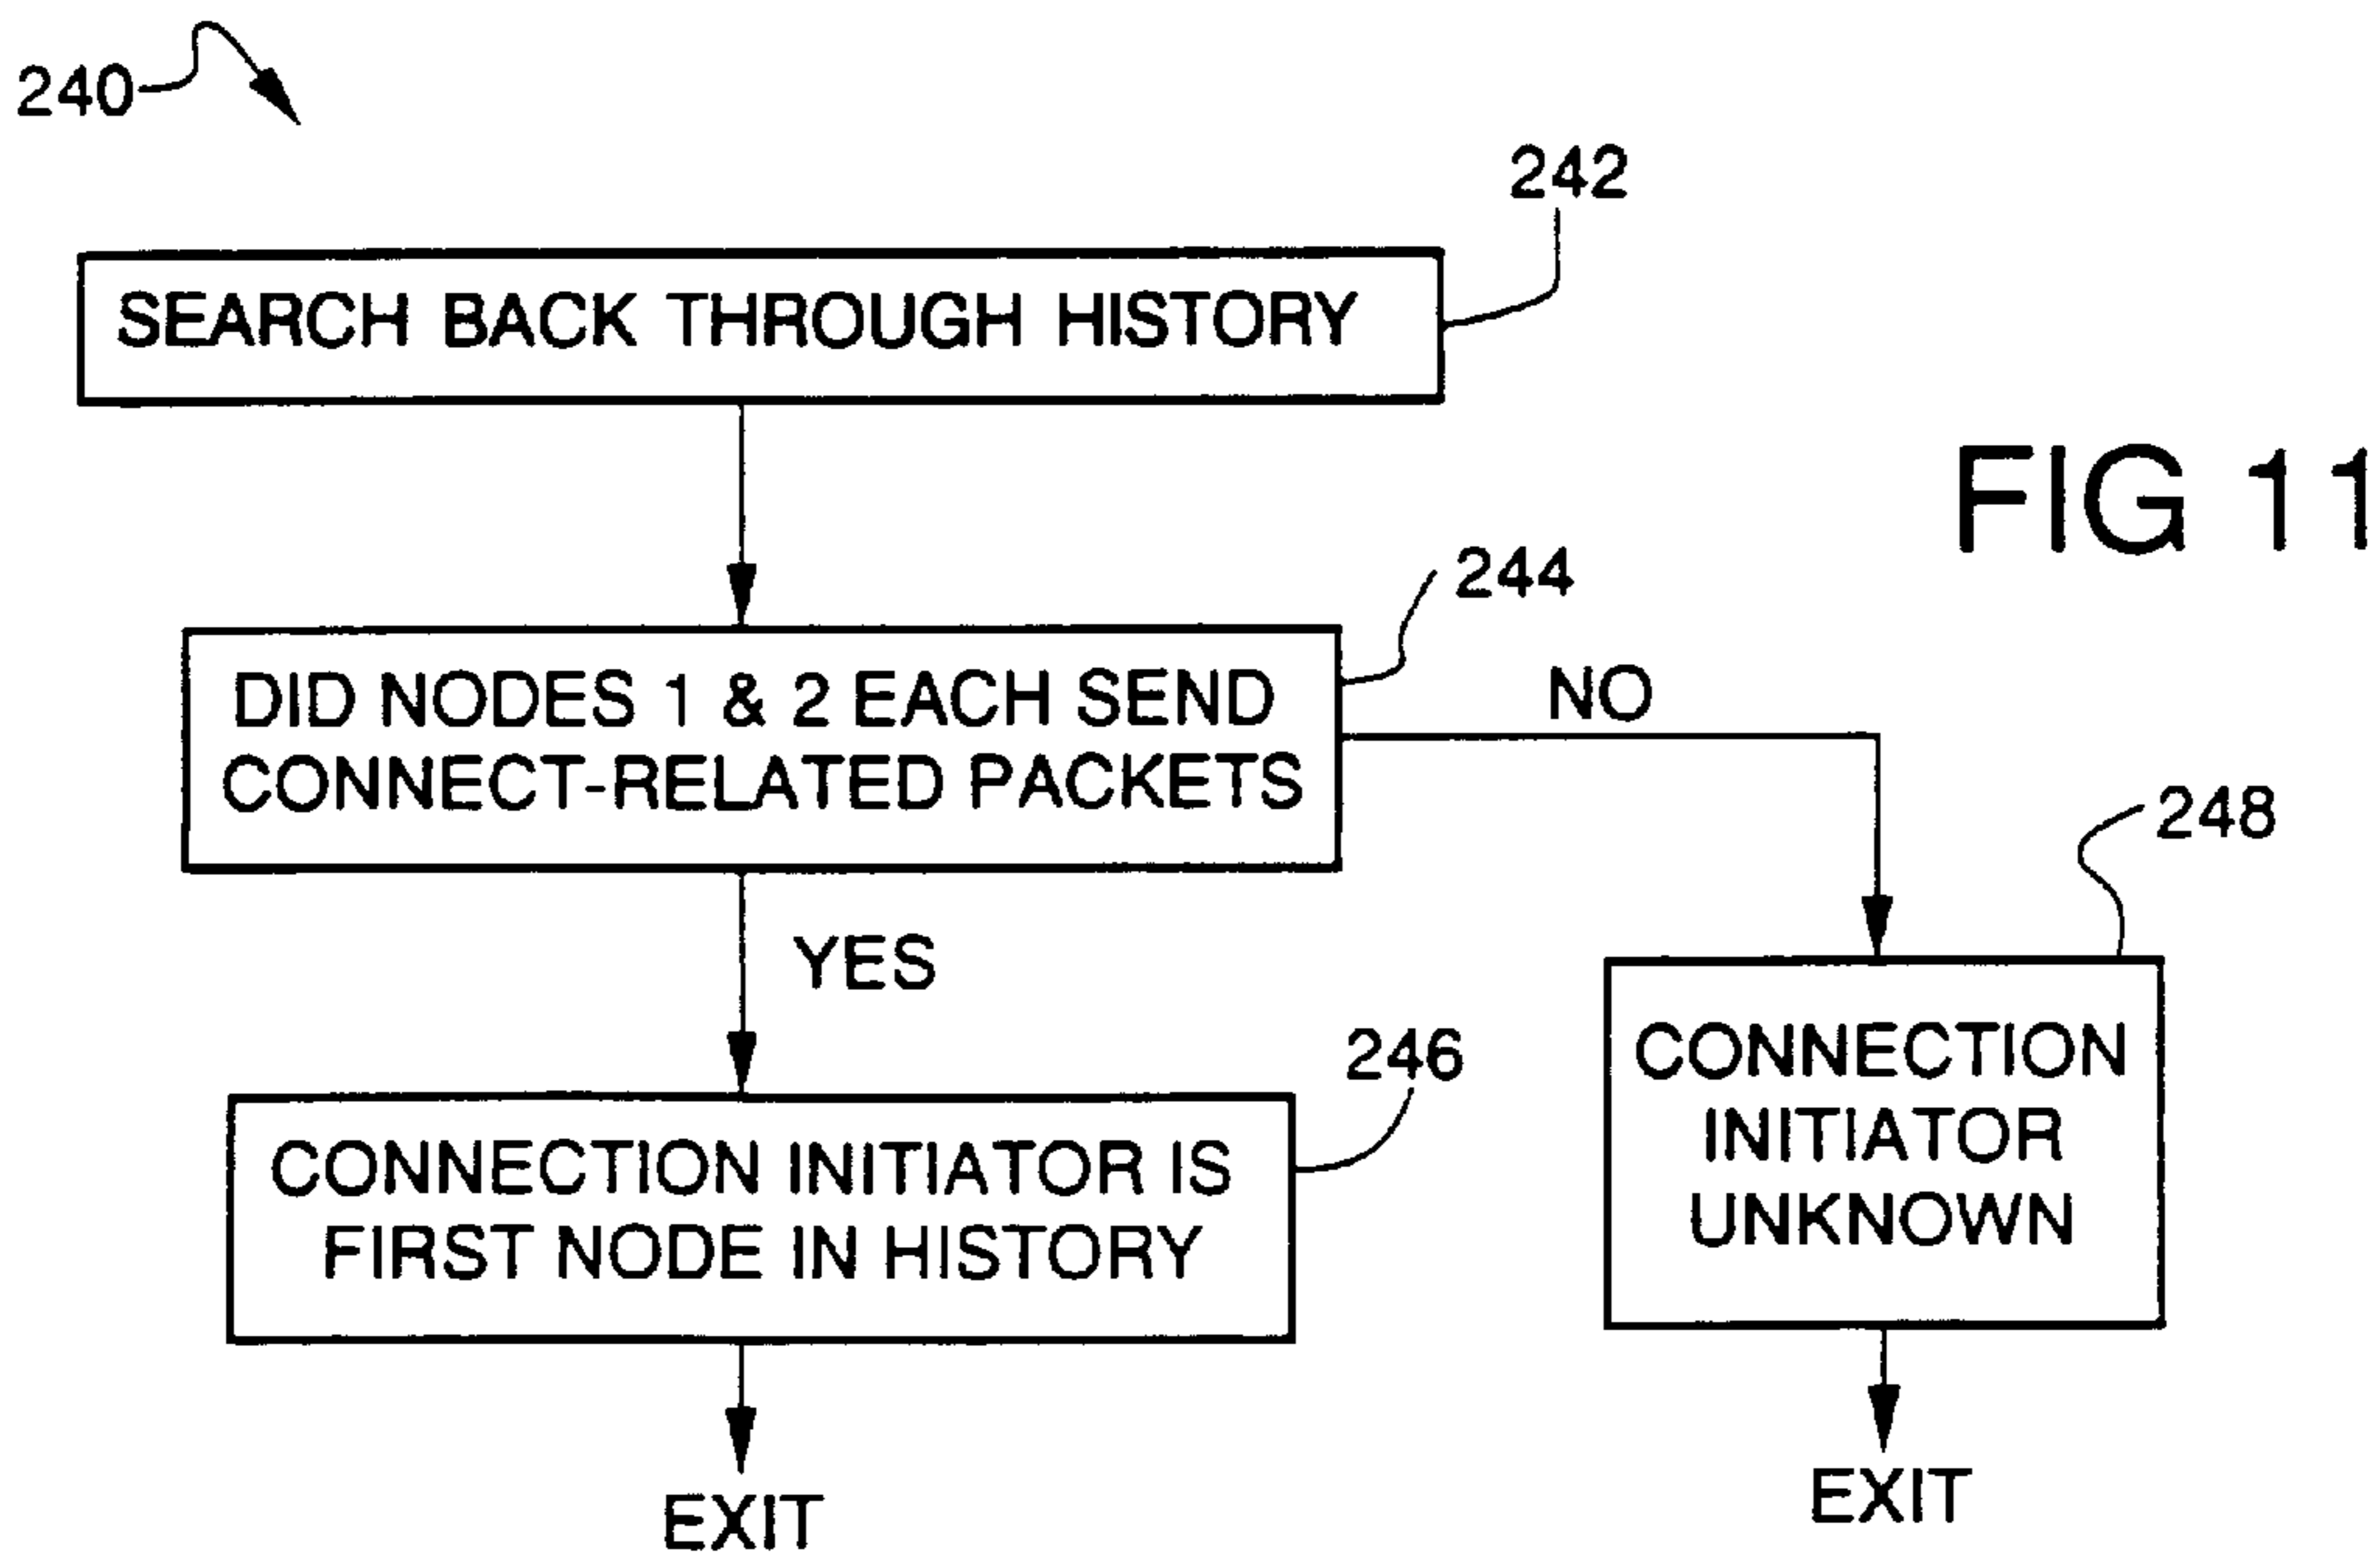 240
242
SEARCH BACK THROUGH HISTORY
FIG 11
244
DID NODES 1 & 2 EACH SEND
CONNECT-RELATED PACKETS
NO
248
YES
246
CONNECTION INITIATOR IS
FIRST NODE IN HISTORY
CONNECTION
INITIATOR
UNKNOWN
EXIT
EXIT